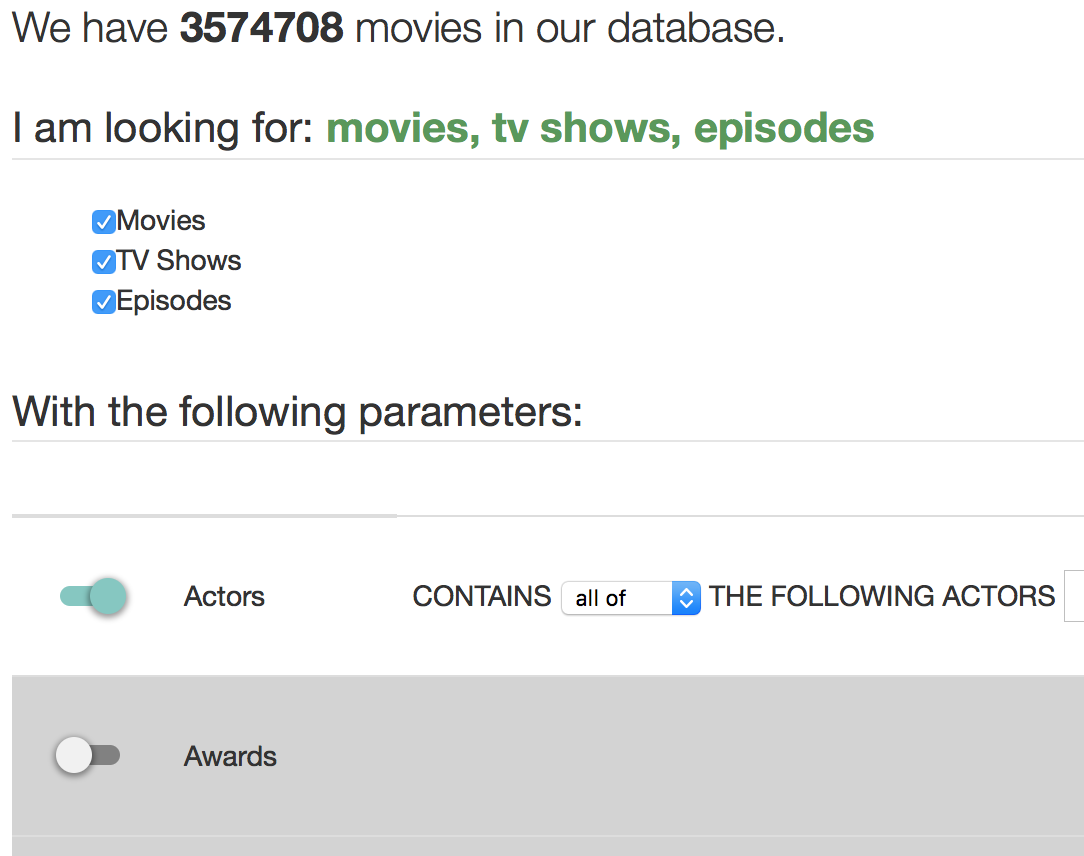 We have 3574708 movies in our database.
I am looking for: movies, tv shows, episodes
Movies
TV Shows
Episodes
With the following parameters:
Actors CONTAINS all of THE FOLLOWING ACTORS
Awards